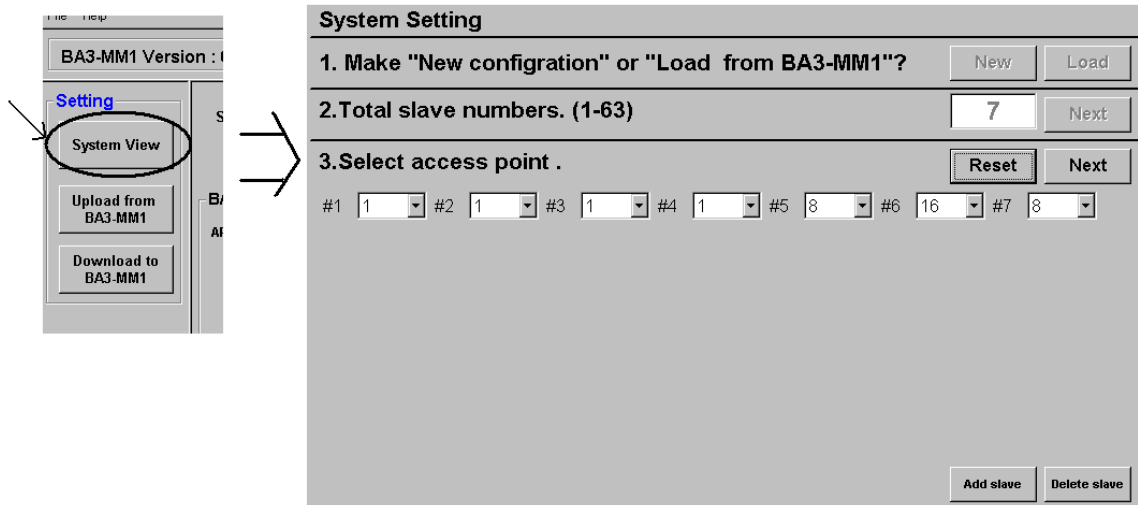 File Help
BA3-MM1 Version :
Setting
System View
Upload from
BA3-MM1
Download to
BA3-MM1
System Setting
1. Make "New configration" or "Load from BA3-MM1"?
New
Load
2.Total slave numbers. (1-63)
7
Next
3.Select access point .
Reset
Next
#1 1 #2 1 #3 1 #4 1 #5 8 #6 16 #7 8
Add slave
Delete slave